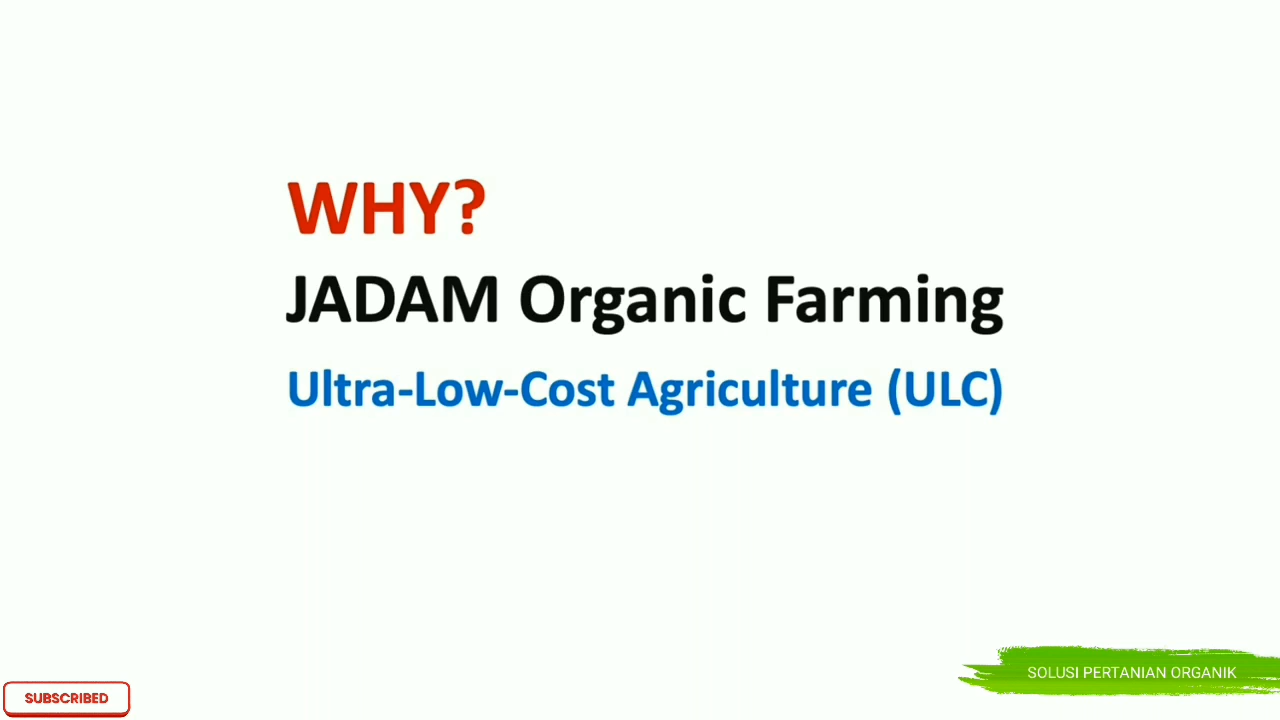 WHY?
JADAM Organic Farming
Ultra-Low-Cost Agriculture (ULC)
SOLUSI PERTANIAN ORGANIK
SUBSCRIBED